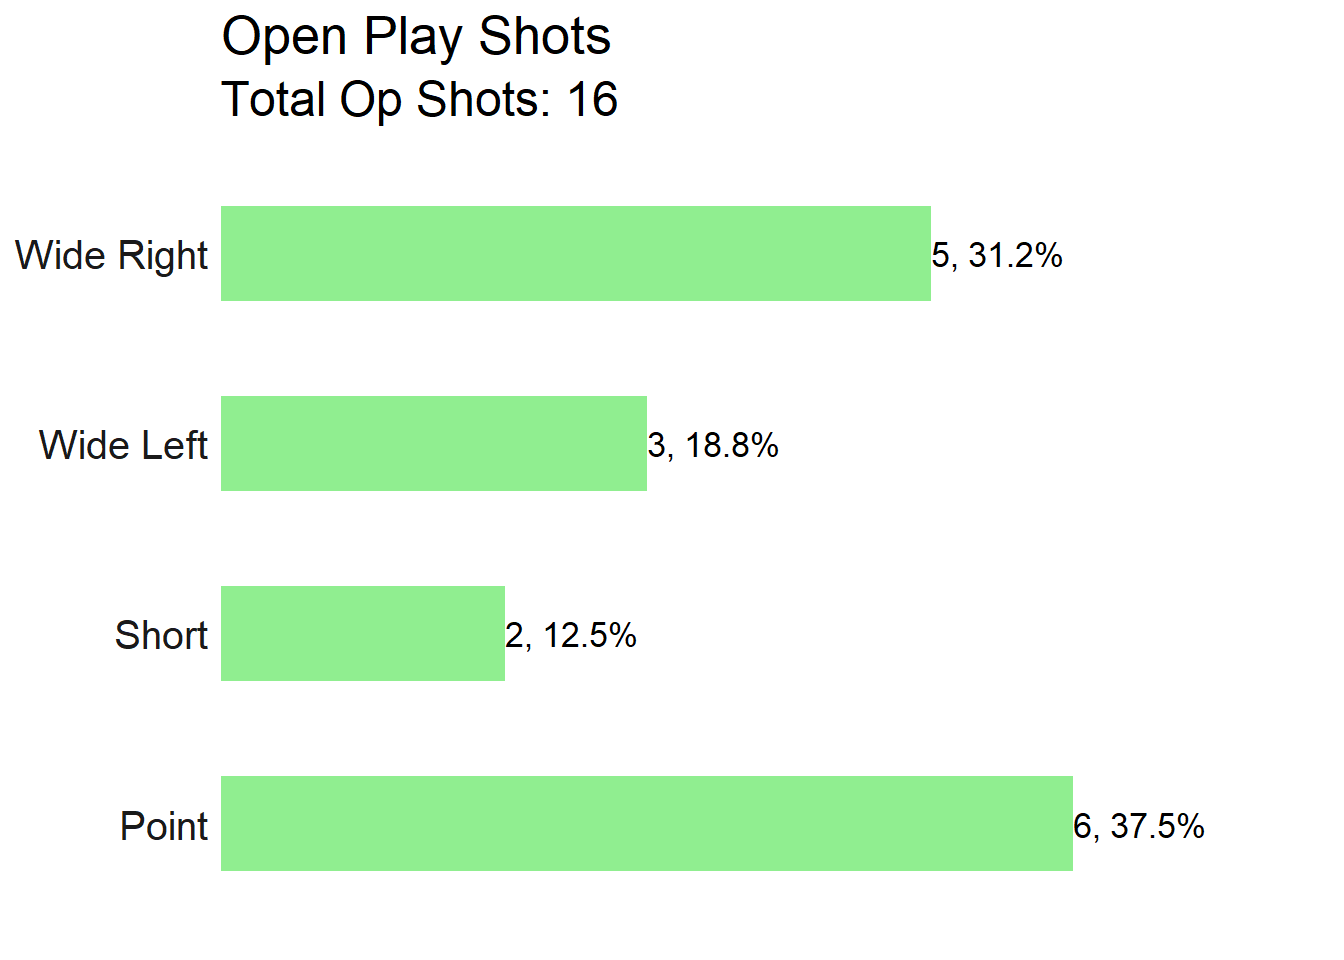 Open Play Shots
Total Op Shots: 16
Wide Right 5, 31.2%
Wide Left 3, 18.8%
Short 2, 12.5%
Point 6, 37.5%